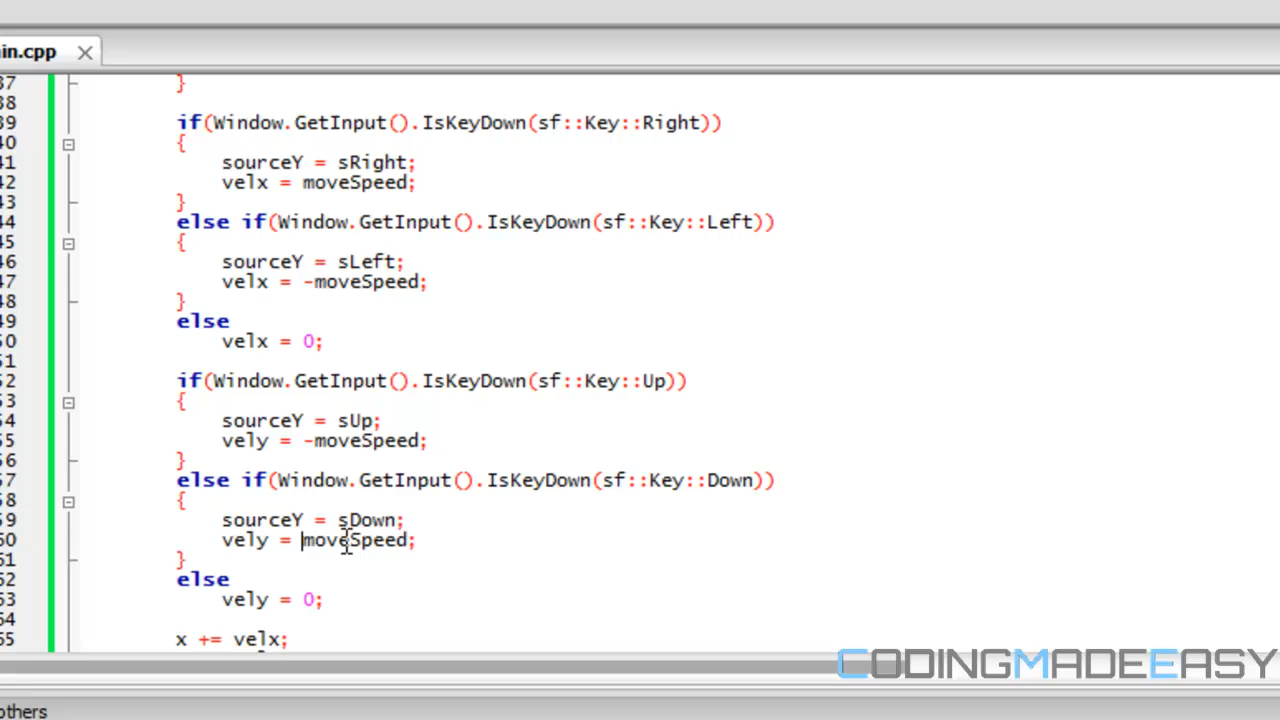 in.cpp
37 }
38
39 if(Window.GetInput().IsKeyDown(sf::Key::Right))
40 {
41 sourceY = sRight;
42 velx = moveSpeed;
43 }
44 else if(Window.GetInput().IsKeyDown(sf::Key::Left))
45 {
46 sourceY = sLeft;
47 velx = -moveSpeed;
48 }
49 else
50 velx = 0;
51
52 if(Window.GetInput().IsKeyDown(sf::Key::Up))
53 {
54 sourceY = sUp;
55 vely = -moveSpeed;
56 }
57 else if(Window.GetInput().IsKeyDown(sf::Key::Down))
58 {
59 sourceY = sDown;
60 vely = moveSpeed;
61 }
62 else
63 vely = 0;
64
65 x += velx;
CODINGMADEEASY
others